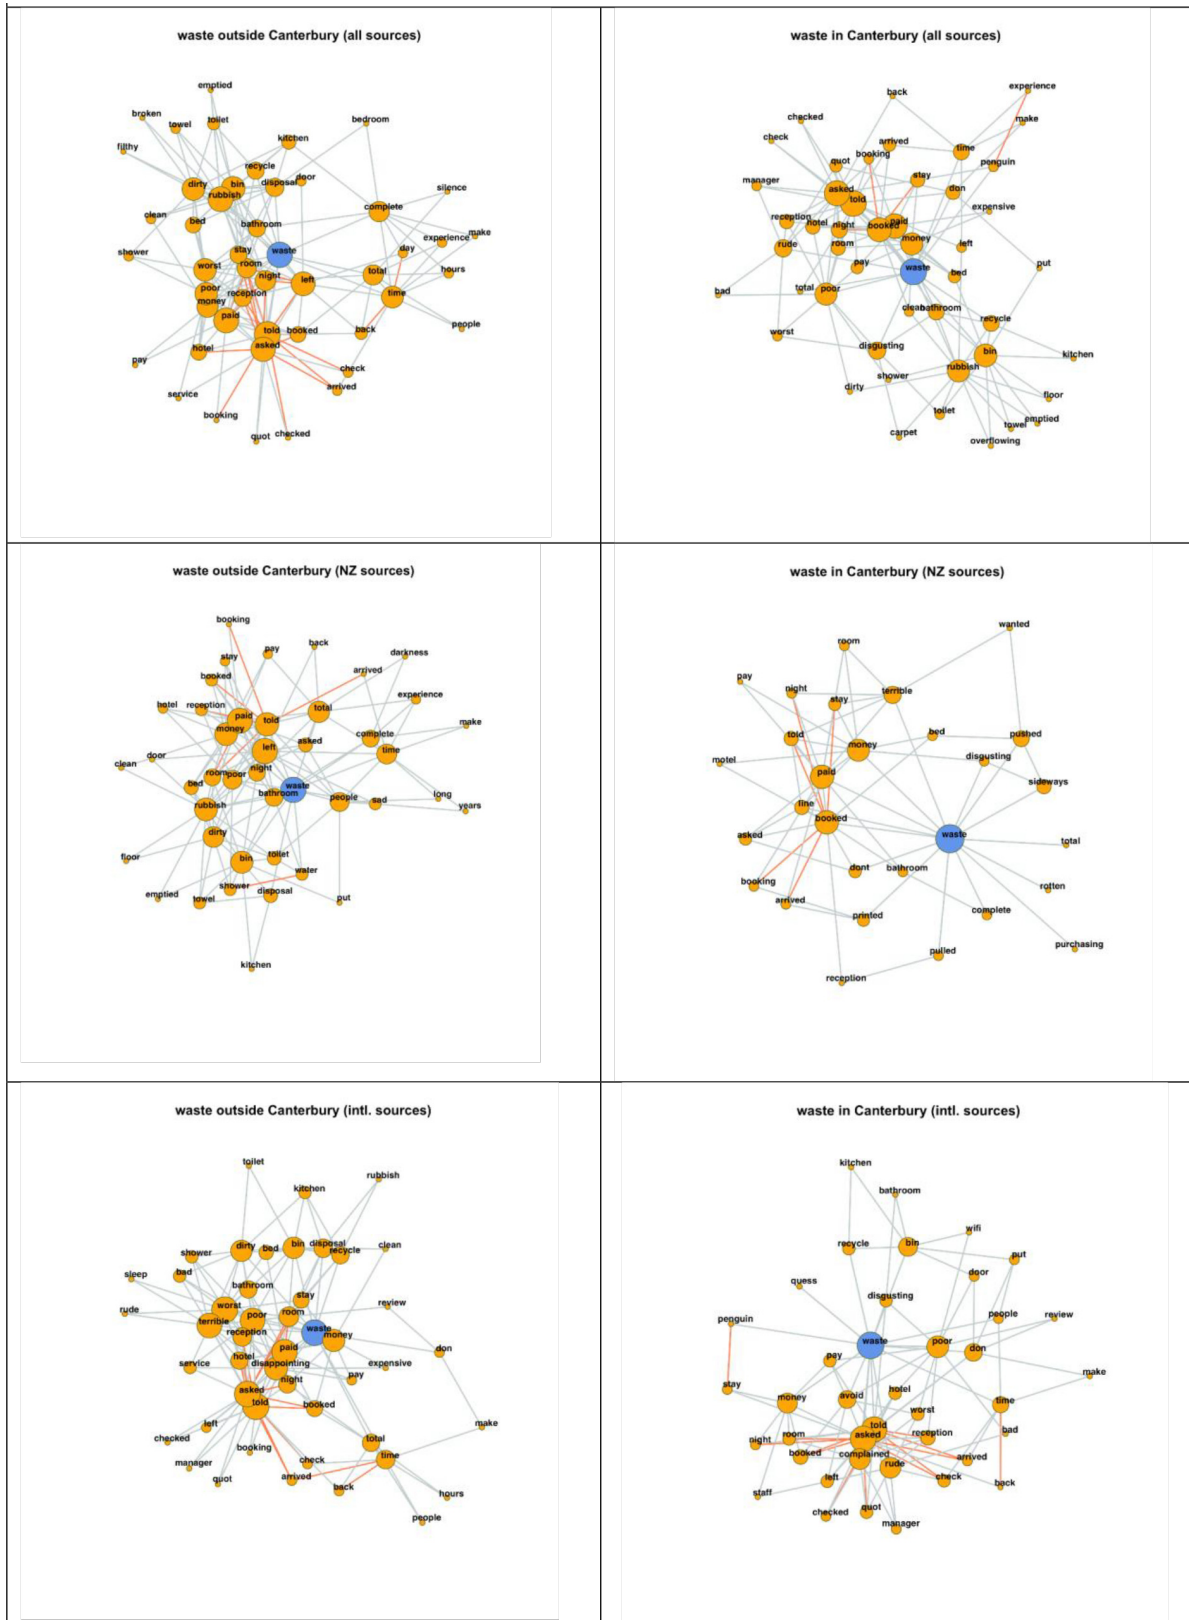 waste outside Canterbury (all sources)
emptied
broken
towel
toilet
bedroom
filthy
kitchen
recycle
dirty
bin
disposal
door
rubbish
silence
clean
bed
bathroom
complete
experience
make
shower
stay
waste
day
worst
room
night
left
total
hours
poor
money
reception
time
paid
told
booked
back
people
asked
hotel
pay
check
arrived
service
booking
quot
checked
waste in Canterbury (all sources)
back
experience
checked
make
check
arrived
booking
time
quot
penguin
manager
asked
told
stay
don
reception
hotel
night
booked
paid
expensive
rude
room
money
left
pay
waste
bed
put
bad
total
poor
clean
bathroom
recycle
worst
disgusting
bin
kitchen
shower
rubbish
dirty
floor
toilet
emptied
towel
carpet
overflowing
waste outside Canterbury (NZ sources)
booking
stay
pay
back
darkness
booked
arrived
experience
hotel
reception
paid
told
total
make
money
left
asked
complete
time
door
clean
room
poor
night
waste
bed
bathroom
people
sad
long
years
rubbish
dirty
floor
bin
toilet
water
emptied
towel
shower
disposal
put
kitchen
waste in Canterbury (NZ sources)
wanted
room
pay
night
stay
terrible
told
money
bed
pushed
motel
disgusting
paid
sideways
line
booked
asked
waste
total
dont
bathroom
booking
rotten
arrived
printed
complete
pulled
purchasing
reception
waste outside Canterbury (intl. sources)
toilet
rubbish
kitchen
shower
dirty
bed
bin
disposal
recycle
clean
sleep
bad
bathroom
stay
rude
worst
poor
room
review
terrible
reception
waste
money
hotel
paid
don
service
disappointing
expensive
night
pay
asked
told
booked
left
make
checked
booking
total
manager
check
time
quot
arrived
back
hours
people
waste in Canterbury (intl. sources)
kitchen
bathroom
wifi
recycle
bin
put
door
quess
disgusting
penguin
people
review
waste
poor
don
pay
stay
make
money
avoid
hotel
time
worst
told
night
room
asked
reception
bad
booked
complained
rude
arrived
left
check
back
staff
checked
quot
manager